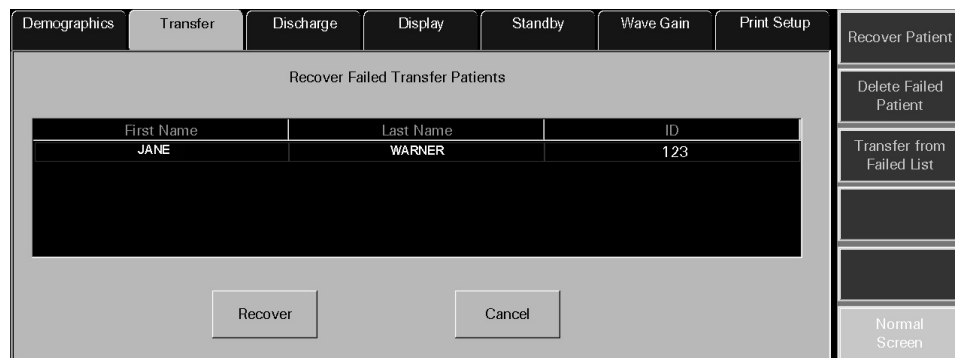 Demographics Transfer Discharge Display Standby Wave Gain Print Setup
Recover Failed Transfer Patients
First Name Last Name ID
JANE WARNER 123
Recover Cancel
Recover Patient
Delete Failed
Patient
Transfer from
Failed List
Normal
Screen